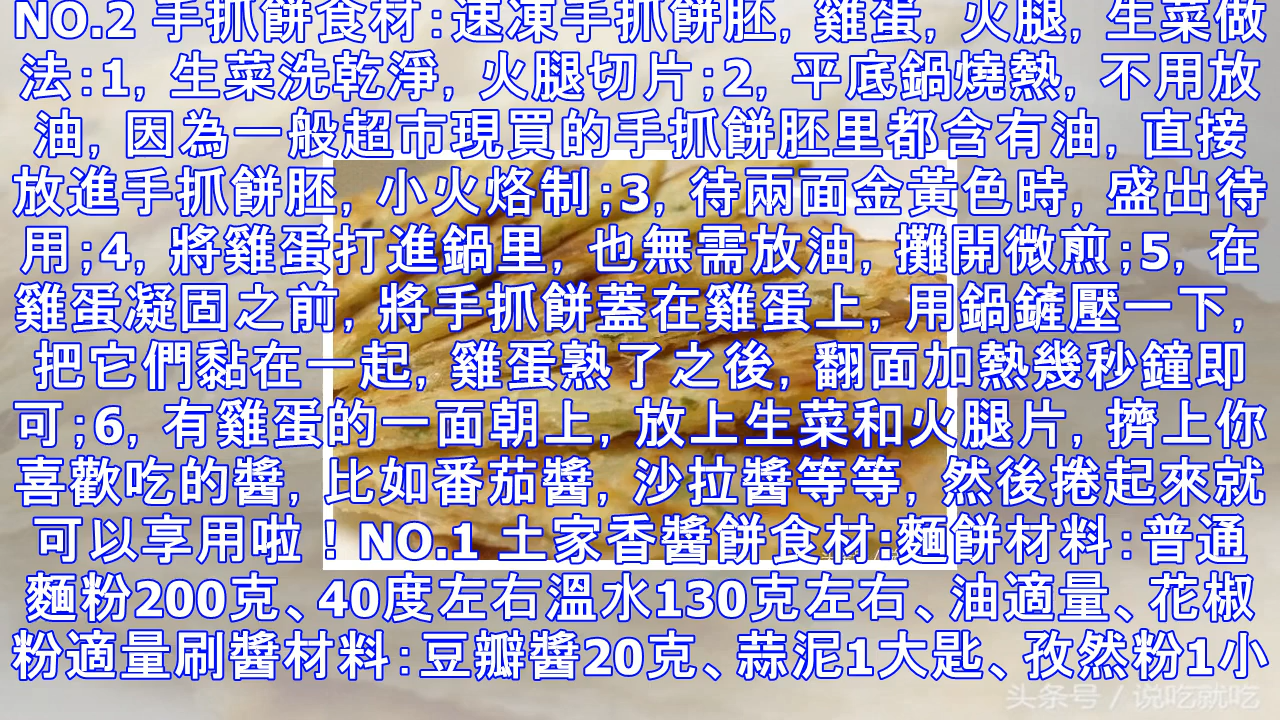 NO.2 手抓餅食材:速凍手抓餅胚, 雞蛋, 火腿, 生菜做
法:1, 生菜洗乾淨, 火腿切片;2, 平底鍋燒熱, 不用放
油, 因為一般超市現買的手抓餅胚里都含有油, 直接
放進手抓餅胚, 小火烙制;3, 待兩面金黃色時, 盛出待
用;4, 將雞蛋打進鍋里, 也無需放油, 攤開微煎;5, 在
雞蛋凝固之前, 將手抓餅蓋在雞蛋上, 用鍋鏟壓一下,
把它們黏在一起, 雞蛋熟了之後, 翻面加熱幾秒鐘即
可;6, 有雞蛋的一面朝上, 放上生菜和火腿片, 擠上你
喜歡吃的醬, 比如番茄醬, 沙拉醬等等, 然後捲起來就
可以享用啦！NO.1 土家香醬餅食材:麵餅材料:普通
麵粉200克、40度左右溫水130克左右、油適量、花椒
粉適量刷醬材料:豆瓣醬20克、蒜泥1大匙、孜然粉1小
头条号 / 说吃就吃